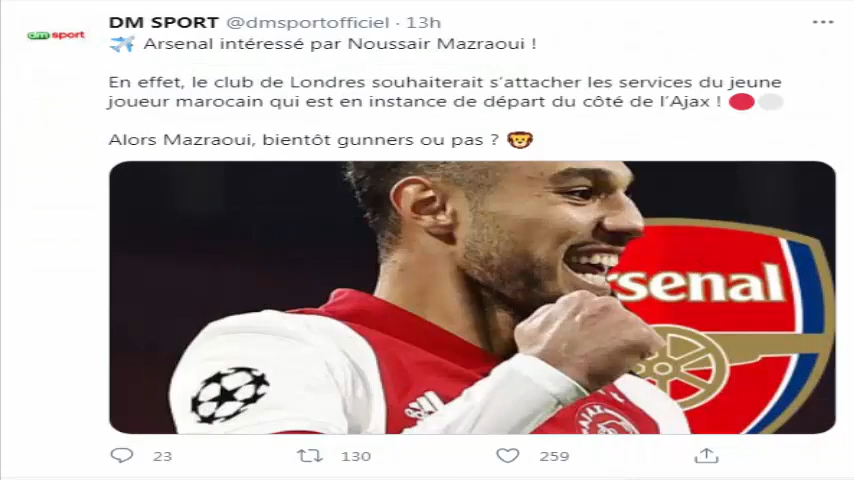 dm sport
DM SPORT @dmsportofficiel · 13h
✈️ Arsenal intéressé par Noussair Mazraoui !
En effet, le club de Londres souhaiterait s'attacher les services du jeune
joueur marocain qui est en instance de départ du côté de l'Ajax ! 🔴⚪
Alors Mazraoui, bientôt gunners ou pas ? 🦁
rsenal
AJAX
23 130 259